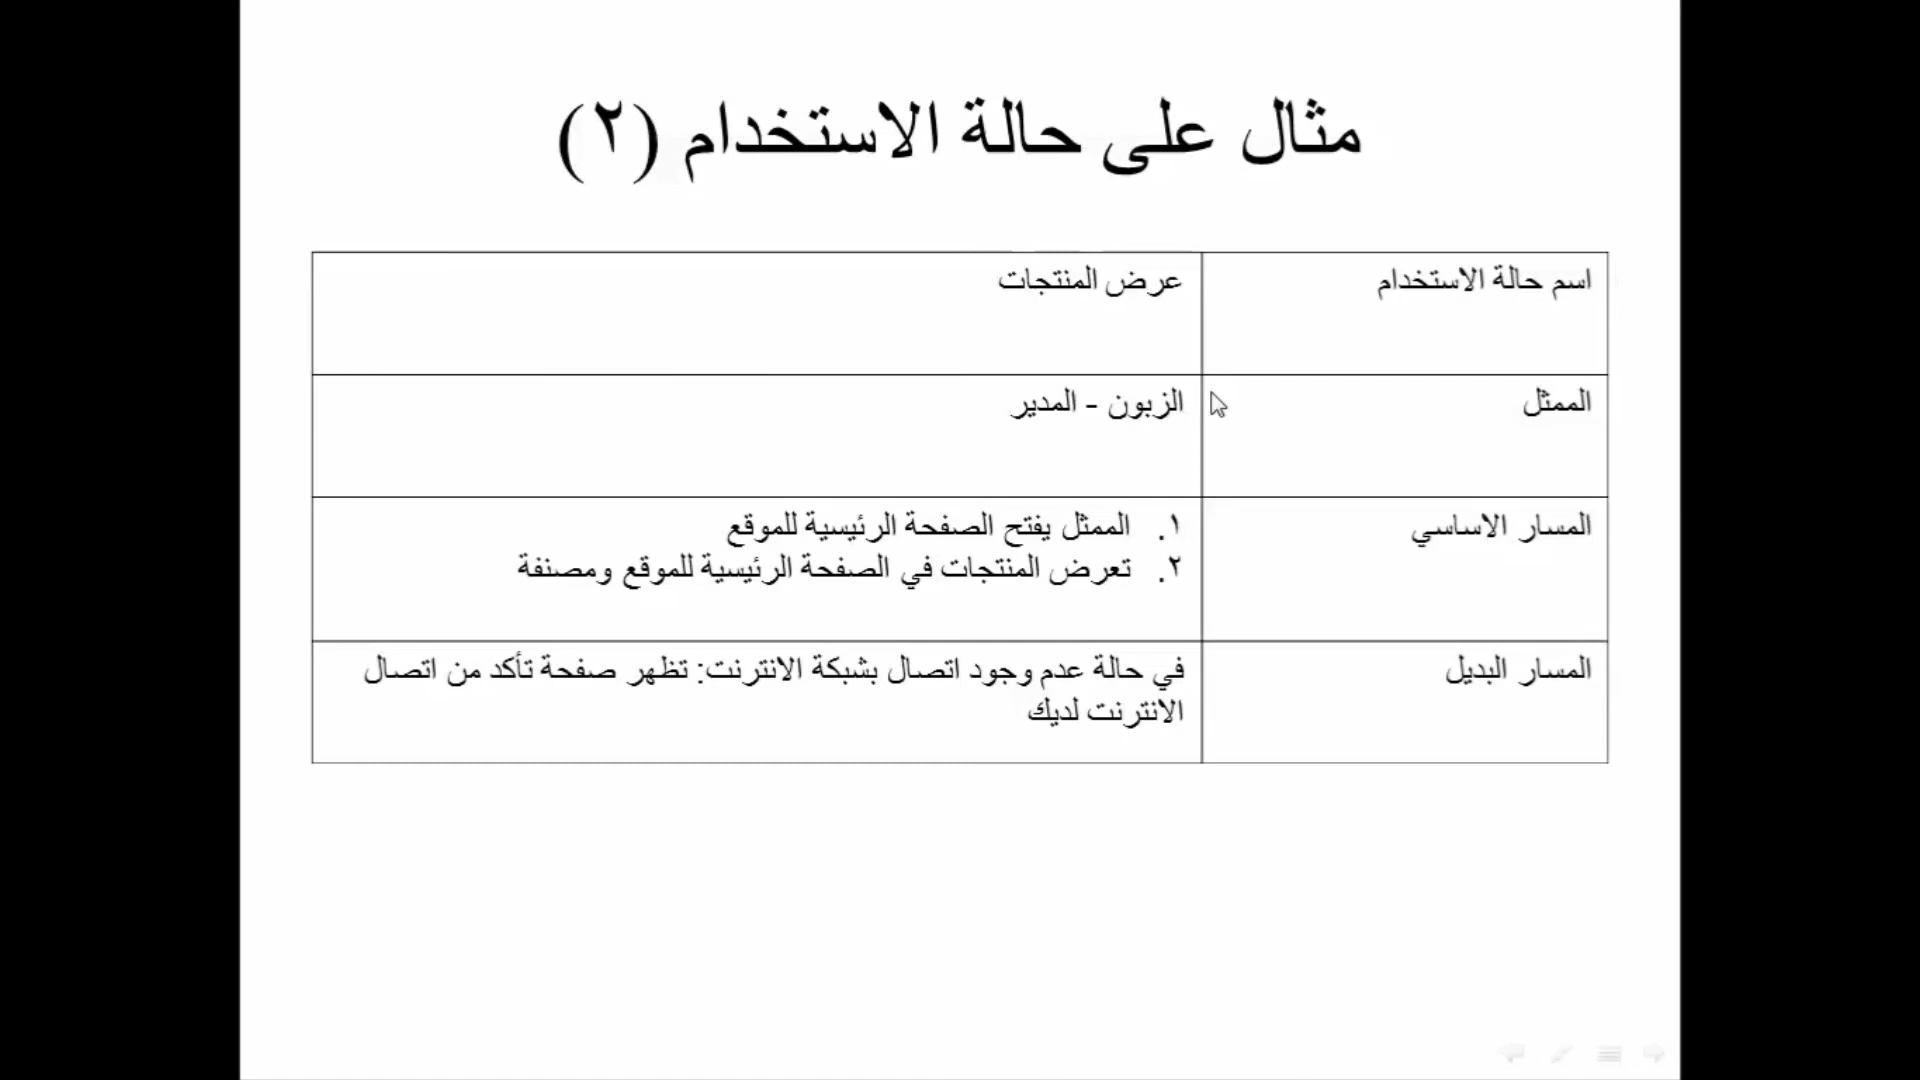 مثال على حالة الاستخدام (٢)
اسم حالة الاستخدام
عرض المنتجات
الممثل
الزبون - المدير
المسار الاساسي
١. الممثل يفتح الصفحة الرئيسية للموقع
٢. تعرض المنتجات في الصفحة الرئيسية للموقع ومصنفة
المسار البديل
في حالة عدم وجود اتصال بشبكة الانترنت: تظهر صفحة تأكد من اتصال
الانترنت لديك